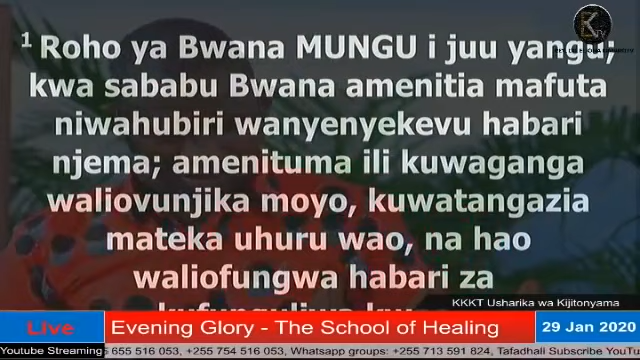 1 Roho ya Bwana MUNGU i juu yangu,
kwa sababu Bwana amenitia mafuta
niwahubiri wanyenyekevu habari
njema; amenituma ili kuwaganga
waliovunjika moyo, kuwatangazia
mateka uhuru wao, na hao
waliofungwa habari za
KKKT Usharika wa Kijitonyama
Live Evening Glory - The School of Healing 29 Jan 2020
Youtube Streaming 655 516 053, +255 754 516 053, Whatsapp groups: +255 713 591 824, Tafadhali Subscribe YouTu